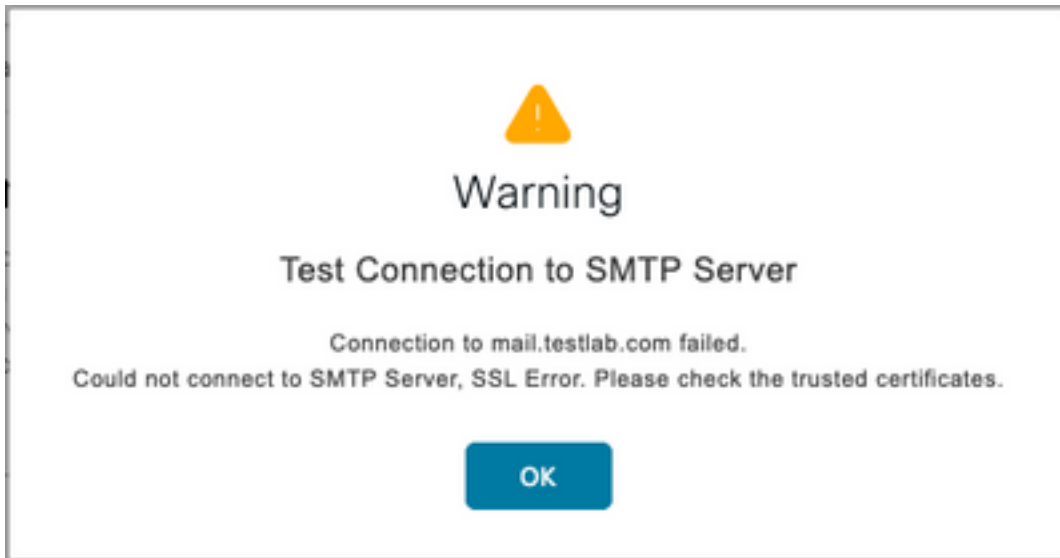 Warning
Test Connection to SMTP Server
Connection to mail.testlab.com failed.
Could not connect to SMTP Server, SSL Error. Please check the trusted certificates.
OK